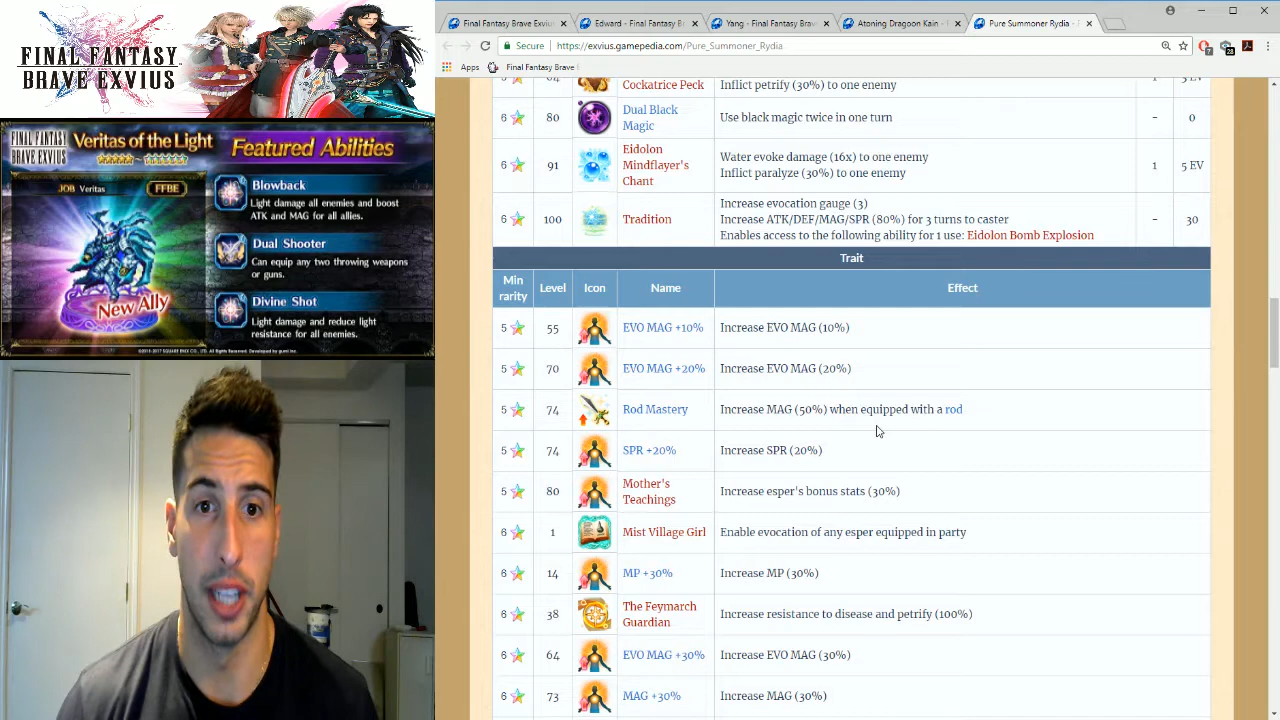 FINAL FANTASY
BRAVE EXVIUS
FINAL FANTASY
BRAVE EXVIUS
Veritas of the Light
Featured Abilities
JOB Veritas
FFBE
New Ally
Blowback
Light damage all enemies and boost
ATK and MAG for all allies.
Dual Shooter
Can equip any two throwing weapons
or guns.
Divine Shot
Light damage and reduce light
resistance for all enemies.
Final Fantasy Brave Exviu
Edward - Final Fantasy B
Yang - Final Fantasy Brav
Atoning Dragoon Kain -
Pure Summoner Rydia -
Secure
https://exvius.gamepedia.com/Pure_Summoner_Rydia
Apps
Final Fantasy Brave
Cockatrice Peck
Inflict petrify (30%) to one enemy
6 80 Dual Black Magic Use black magic twice in one turn - 0
6 91 Eidolon Mindflayer's Chant Water evoke damage (16x) to one enemy 1 5 EV
Inflict paralyze (30%) to one enemy
6 100 Tradition Increase evocation gauge (3) - 30
Increase ATK/DEF/MAG/SPR (80%) for 3 turns to caster
Enables access to the following ability for 1 use: Eidolon Bomb Explosion
Trait
Min rarity Level Icon Name Effect
5 55 EVO MAG +10% Increase EVO MAG (10%)
5 70 EVO MAG +20% Increase EVO MAG (20%)
5 74 Rod Mastery Increase MAG (50%) when equipped with a rod
5 74 SPR +20% Increase SPR (20%)
5 80 Mother's Teachings Increase esper's bonus stats (30%)
6 1 Mist Village Girl Enable evocation of any esper equipped in party
6 14 MP +30% Increase MP (30%)
6 38 The Feymarch Guardian Increase resistance to disease and petrify (100%)
6 64 EVO MAG +30% Increase EVO MAG (30%)
6 73 MAG +30% Increase MAG (30%)